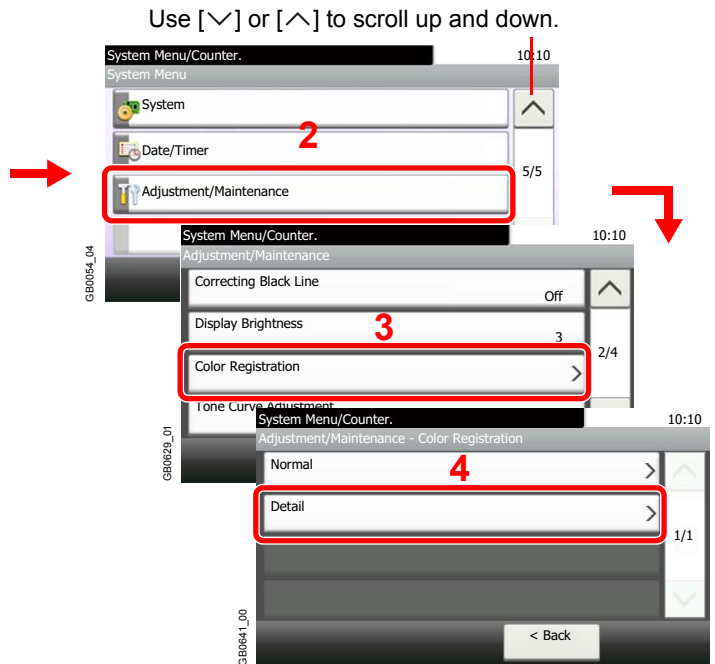 Use [∨] or [∧] to scroll up and down.
System Menu/Counter.
10:10
System Menu
System
2
Date/Timer
5/5
Adjustment/Maintenance
GB0054_04
System Menu/Counter.
10:10
Adjustment/Maintenance
Correcting Black Line
Off
Display Brightness
3
3
2/4
Color Registration
Tone Curve Adjustment
GB0629_01
System Menu/Counter.
10:10
Adjustment/Maintenance - Color Registration
Normal
4
Detail
1/1
GB0641_00
< Back